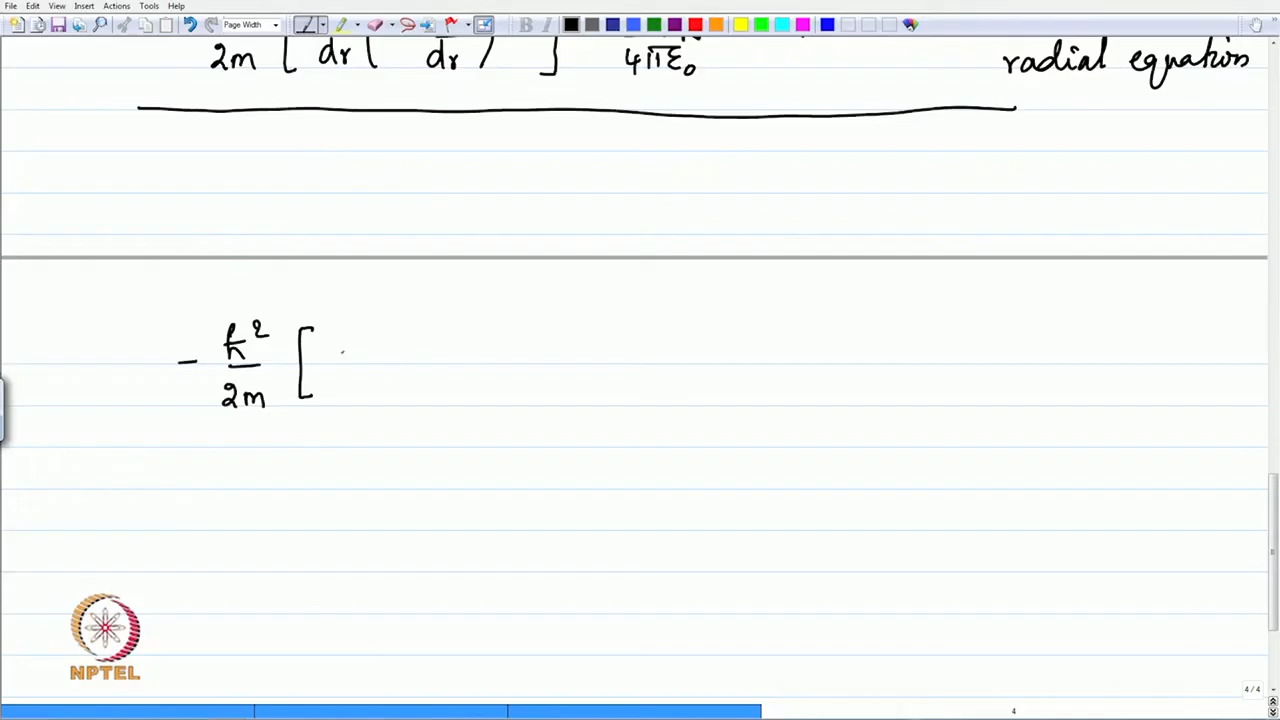 File Edit View Insert Actions Tools Help
Page Width
B I
2m [ dr ( dr ) ] 4πε₀ radial equation
- ħ² / 2m [
NPTEL
4/4
4